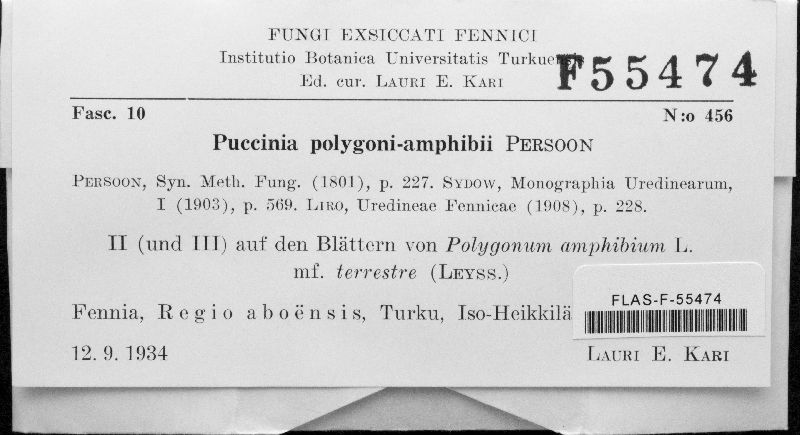 FUNGI EXSICCATI FENNICI
Institutio Botanica Universitatis Turkuensis
Ed. cur. LAURI E. KARI
F55474
Fasc. 10 N:o 456
Puccinia polygoni-amphibii PERSOON
PERSOON, Syn. Meth. Fung. (1801), p. 227. SYDOW, Monographia Uredinearum,
I (1903), p. 569. LIRO, Uredineae Fennicae (1908), p. 228.
II (und III) auf den Blättern von Polygonum amphibium L.
mf. terrestre (LEYSS.)
Fennia, Regio aboënsis, Turku, Iso-Heikkilä
FLAS-F-55474
12. 9. 1934 LAURI E. KARI